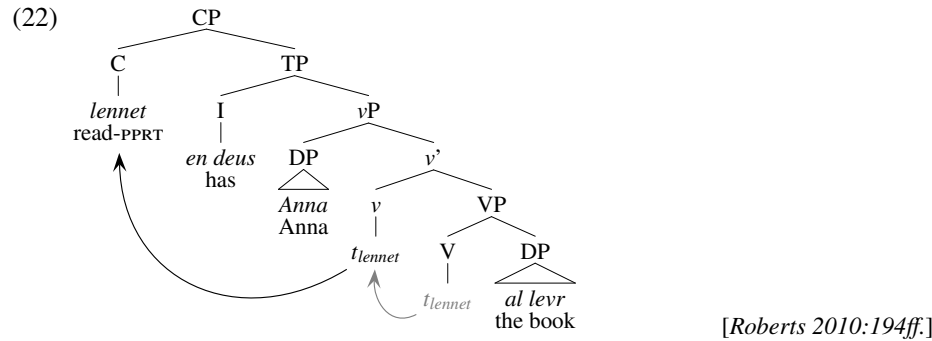 (22) CP
C TP
lennet I vP
read-PPRT
en deus DP v’
has
Anna v VP
Anna
t_lennet V DP
t_lennet al levr
the book
[Roberts 2010:194ff.]